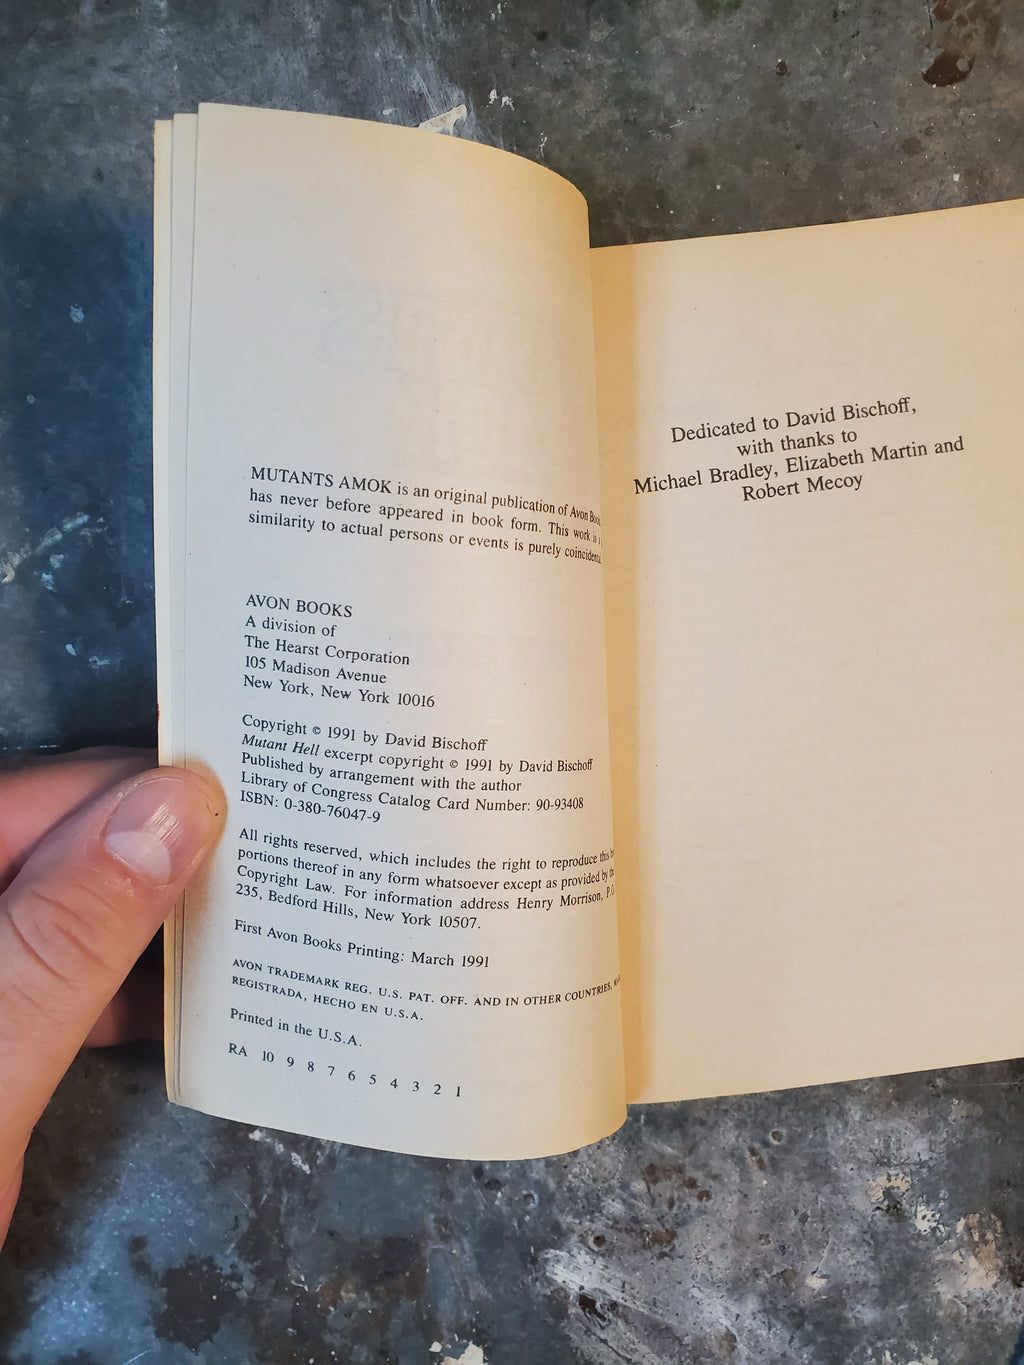 MUTANTS AMOK is an original publication of Avon
has never before appeared in book form. This work is
similarity to actual persons or events is purely
AVON BOOKS
A division of
The Hearst Corporation
105 Madison Avenue
New York, New York 10016
Copyright © 1991 by David Bischoff
Mutant Hell excerpt copyright © 1991 by David Bischoff
Published by arrangement with the author
Library of Congress Catalog Card Number: 90-93408
ISBN: 0-380-76047-9
All rights reserved, which includes the right to reproduce this
portions thereof in any form whatsoever except as provided by
Copyright Law. For information address Henry Morrison, P.O.
235, Bedford Hills, New York 10507.
First Avon Books Printing: March 1991
AVON TRADEMARK REG. U.S. PAT. OFF. AND IN OTHER COUNTRIES,
REGISTRADA, HECHO EN U.S.A.
Printed in the U.S.A.
RA 10 9 8 7 6 5 4 3 2 1
Dedicated to David Bischoff,
with thanks to
Michael Bradley, Elizabeth Martin and
Robert Mecoy